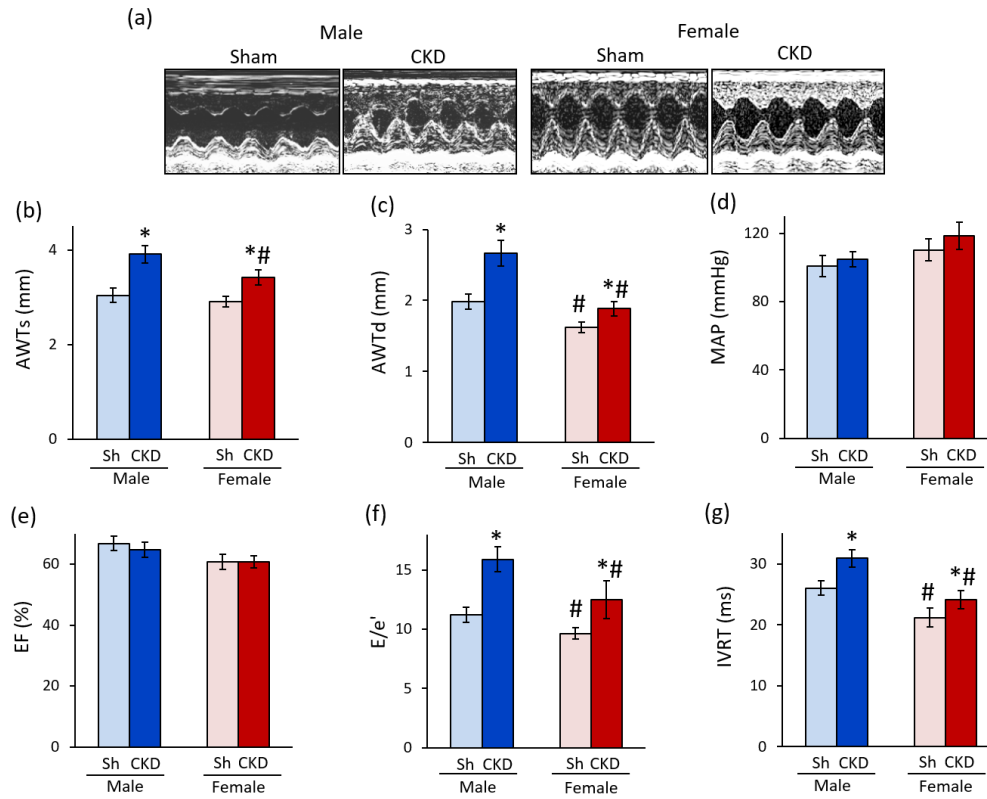 (a)
Male Female
Sham CKD Sham CKD
(b)
AWTs (mm)
4
2
0
* *#
Sh CKD Sh CKD
Male Female
(c)
AWTd (mm)
3
2
1
0
* # *#
Sh CKD Sh CKD
Male Female
(d)
MAP (mmHg)
120
80
40
0
Sh CKD Sh CKD
Male Female
(e)
EF (%)
60
40
20
0
Sh CKD Sh CKD
Male Female
(f)
E/e'
15
10
5
0
* # *#
Sh CKD Sh CKD
Male Female
(g)
IVRT (ms)
30
20
10
0
* # *#
Sh CKD Sh CKD
Male Female